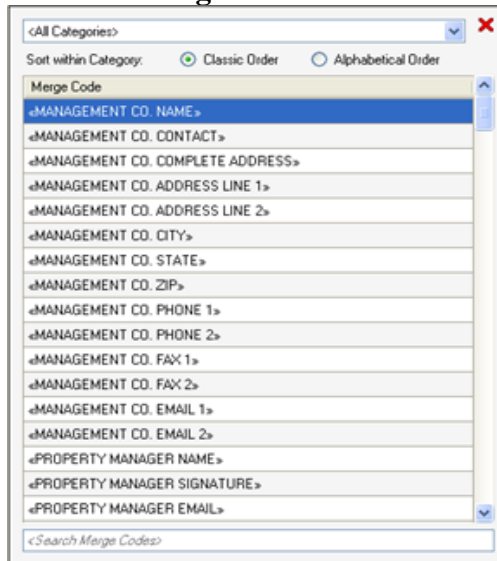 <All Categories>
Sort within Category: Classic Order Alphabetical Order
Merge Code
«MANAGEMENT CO. NAME»
«MANAGEMENT CO. CONTACT»
«MANAGEMENT CO. COMPLETE ADDRESS»
«MANAGEMENT CO. ADDRESS LINE 1»
«MANAGEMENT CO. ADDRESS LINE 2»
«MANAGEMENT CO. CITY»
«MANAGEMENT CO. STATE»
«MANAGEMENT CO. ZIP»
«MANAGEMENT CO. PHONE 1»
«MANAGEMENT CO. PHONE 2»
«MANAGEMENT CO. FAX 1»
«MANAGEMENT CO. FAX 2»
«MANAGEMENT CO. EMAIL 1»
«MANAGEMENT CO. EMAIL 2»
«PROPERTY MANAGER NAME»
«PROPERTY MANAGER SIGNATURE»
«PROPERTY MANAGER EMAIL»
<Search Merge Codes>